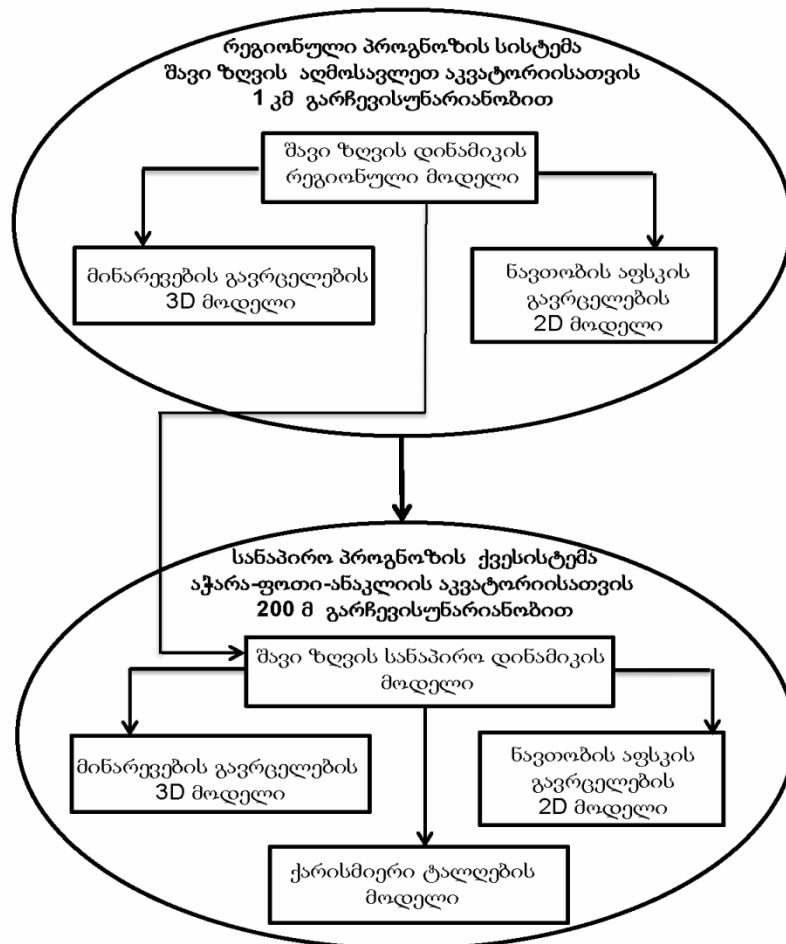 რეგიონული პროგნოზის სისტემა
შავი ზღვის აღმოსავლეთ აკვატორიისათვის
1 კმ გარჩევისუნარიანობით
შავი ზღვის დინამიკის
რეგიონული მოდელი
მინარევების გავრცელების
3D მოდელი
ნავთობის აფსკის
გავრცელების
2D მოდელი
სანაპირო პროგნოზის ქვესისტემა
აჭარა-ფოთი-ანაკლიის აკვატორიისათვის
200 მ გარჩევისუნარიანობით
შავი ზღვის სანაპირო დინამიკის
მოდელი
მინარევების გავრცელების
3D მოდელი
ნავთობის აფსკის
გავრცელების
2D მოდელი
ქარისმიერი ტალღების
მოდელი